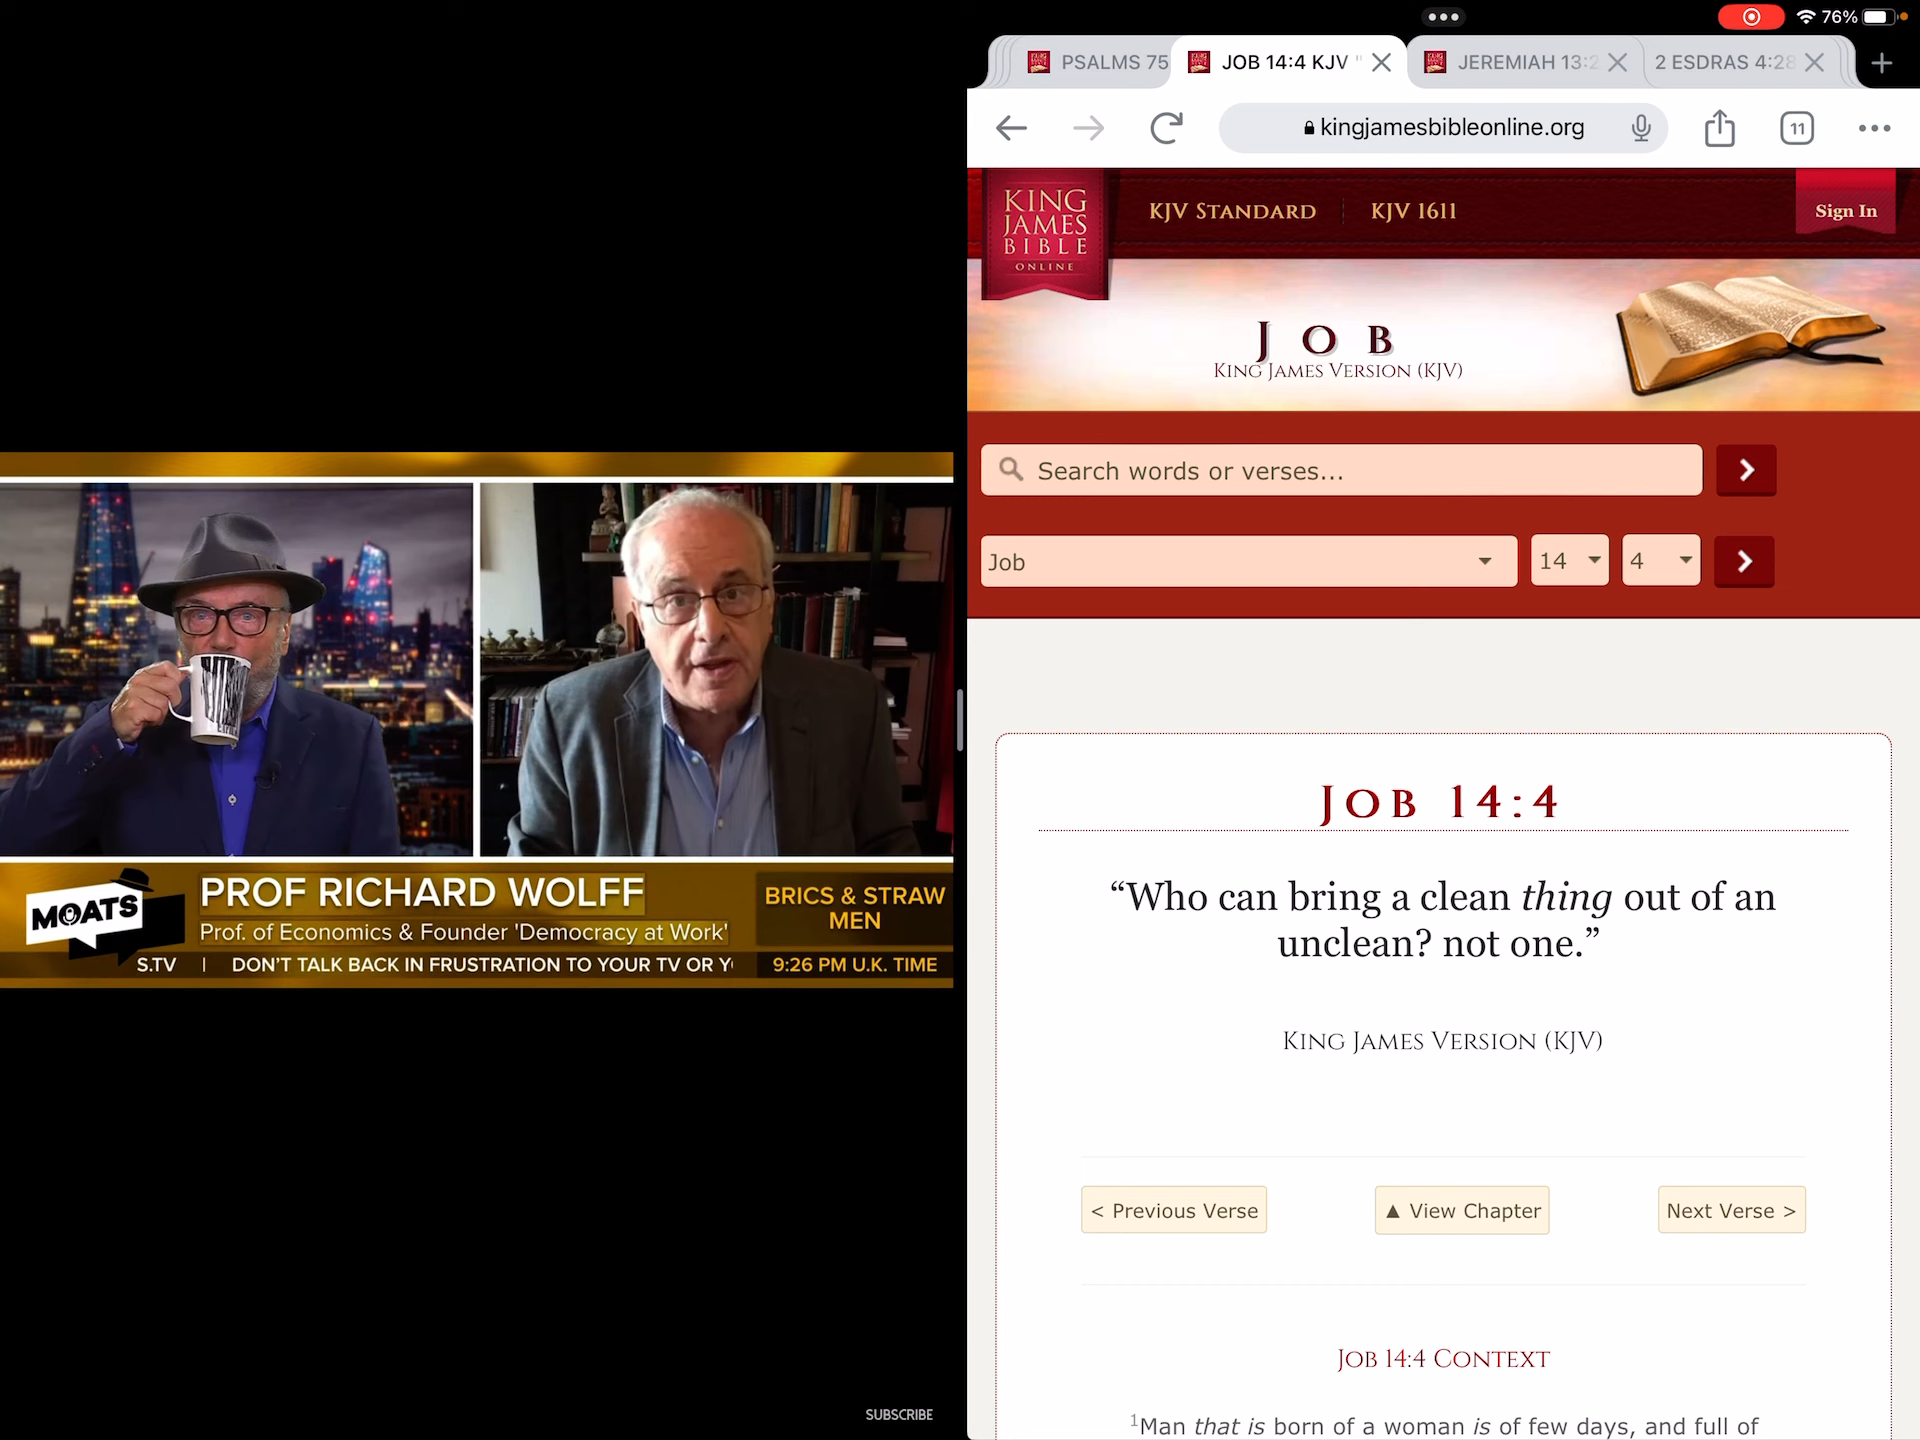 MOATS
PROF RICHARD WOLFF
Prof. of Economics & Founder 'Democracy at Work'
BRICS & STRAW
MEN
S.TV | DON'T TALK BACK IN FRUSTRATION TO YOUR TV OR
9:26 PM U.K. TIME
SUBSCRIBE
76%
PSALMS 75
JOB 14:4 KJV "
JEREMIAH 13:2
2 ESDRAS 4:28
kingjamesbibleonline.org
11
KING
JAMES
BIBLE
ONLINE
KJV STANDARD
KJV 1611
Sign In
JOB
KING JAMES VERSION (KJV)
Search words or verses...
Job
14
4
JOB 14:4
“Who can bring a clean thing out of an
unclean? not one.”
KING JAMES VERSION (KJV)
< Previous Verse
▲ View Chapter
Next Verse >
JOB 14:4 CONTEXT
1Man that is born of a woman is of few days, and full of